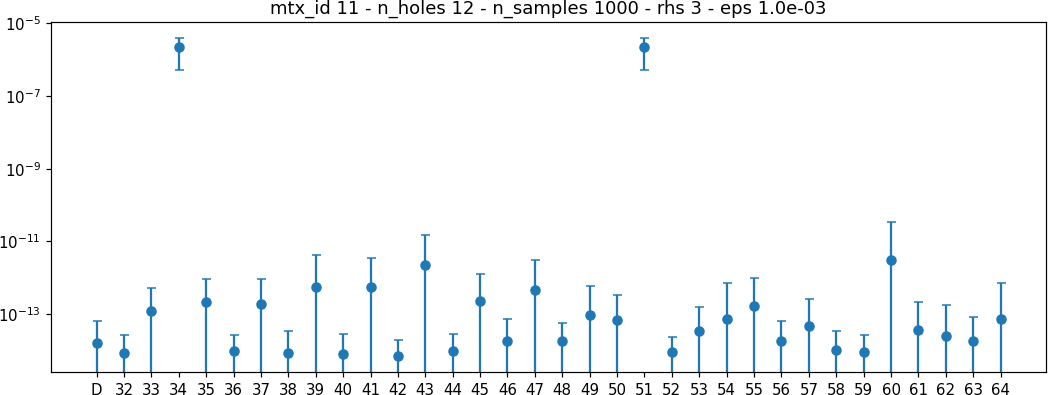 mtx_id 11 - n_holes 12 - n_samples 1000 - rhs 3 - eps 1.0e-03
10⁻⁵
10⁻⁷
10⁻⁹
10⁻¹¹
10⁻¹³
D 32 33 34 35 36 37 38 39 40 41 42 43 44 45 46 47 48 49 50 51 52 53 54 55 56 57 58 59 60 61 62 63 64